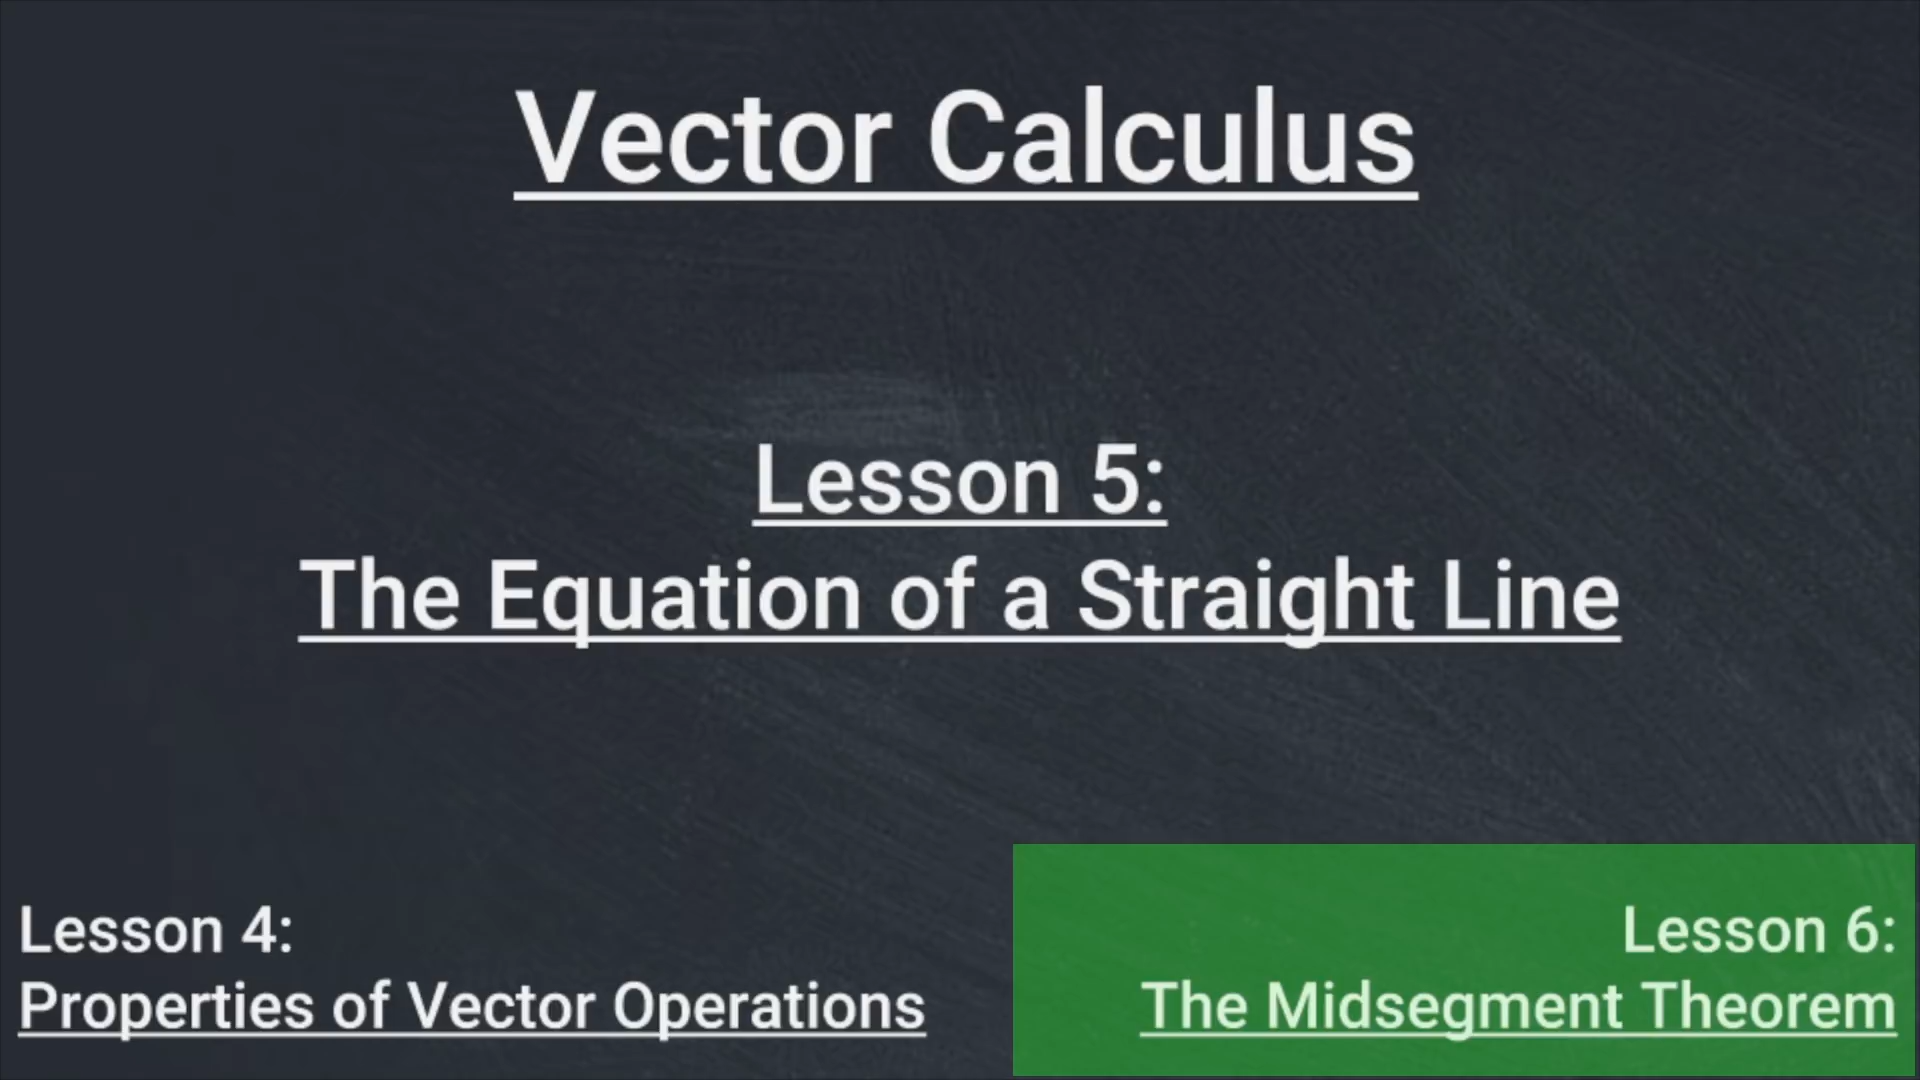 Vector Calculus
Lesson 5:
The Equation of a Straight Line
Lesson 4:
Properties of Vector Operations
Lesson 6:
The Midsegment Theorem